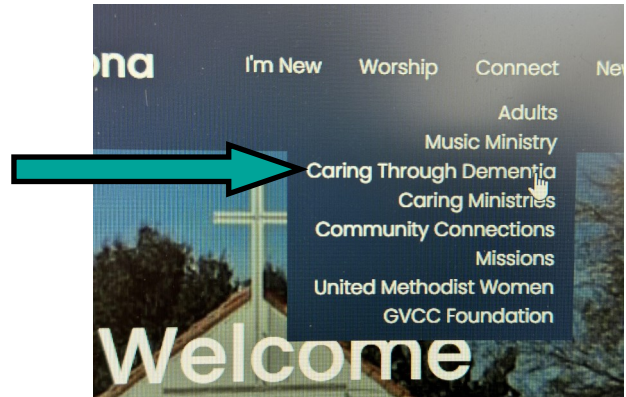 ona
I'm New Worship Connect
Adults
Music Ministry
Caring Through Dementia
Caring Ministries
Community Connections
Missions
United Methodist Women
GVCC Foundation
Welcome